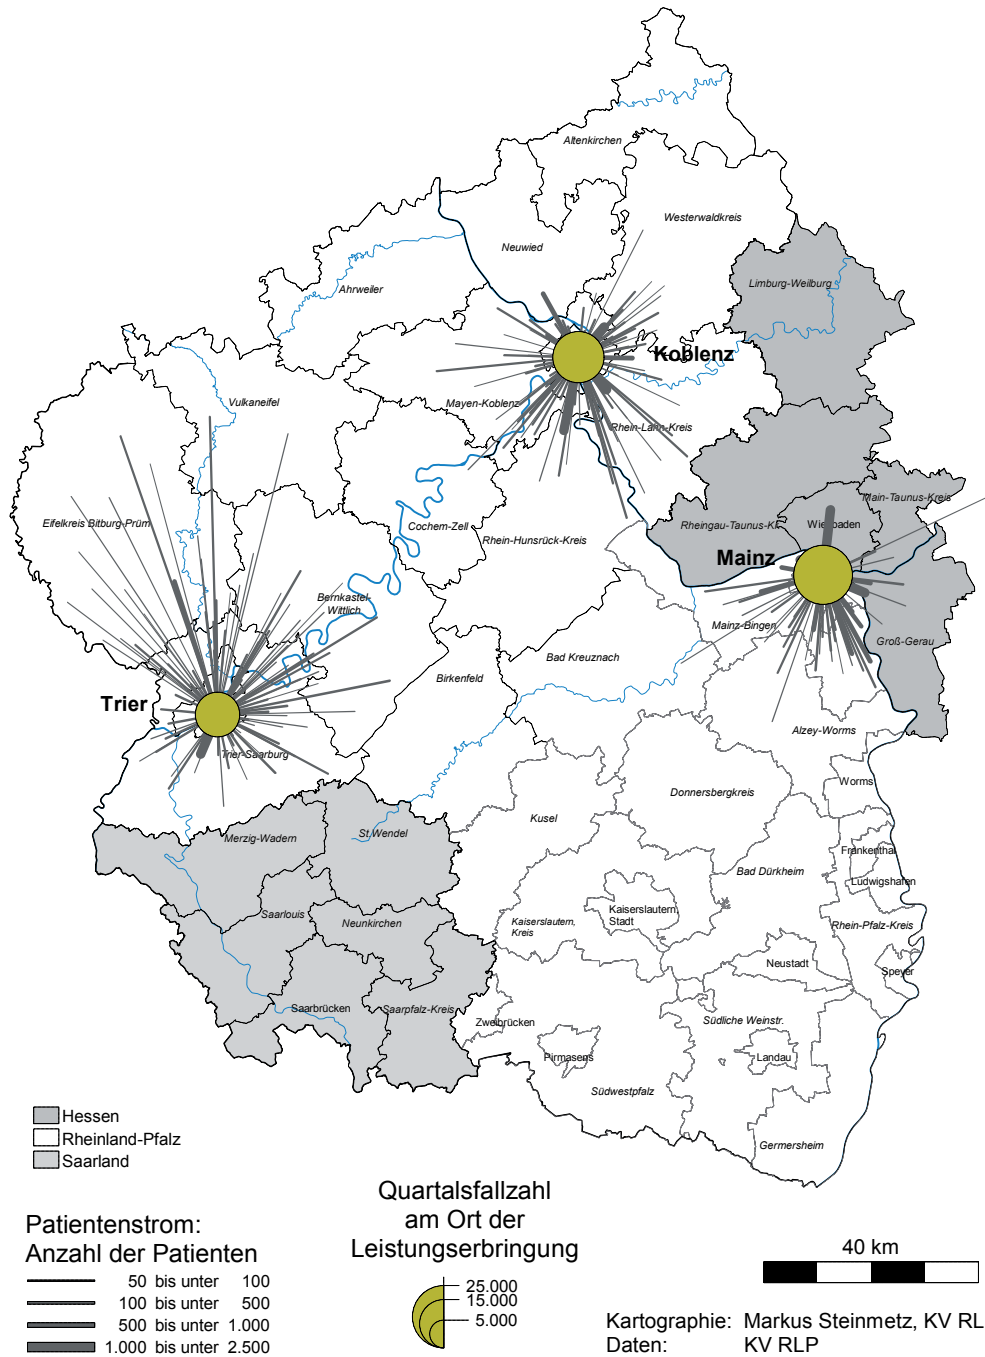 Altenkirchen
Westerwaldkreis
Neuwied
Limburg-Weilburg
Ahrweiler
Koblenz
Vulkaneifel
Mayen-Koblenz
Rhein-Lahn-Kreis
Main-Taunus-Kreis
Eifelkreis Bitburg-Prüm
Cochem-Zell
Rheingau-Taunus-K
Rhein-Hunsrück-Kreis
Mainz
Bernkastel-
Wittlich
Mainz-Bingen
Groß-Gerau
Bad Kreuznach
Birkenfeld
Trier
Alzey-Worms
Trier-Saarburg
Worms
Donnersbergkreis
Kusel
St.Wendel
Merzig-Wadern
Frankenthal
Bad Dürkheim
Ludwigshafen
Saarlouis
Neunkirchen
Kaiserslautern,
Kreis
Kaiserslautern,
Stadt
Rhein-Pfalz-Kreis
Neustadt
Speyer
Saarbrücken
Saarpfalz-Kreis
Zweibrücken
Südliche Weinstr.
Pirmasens
Landau
Südwestpfalz
Germersheim
Hessen
Rheinland-Pfalz
Saarland
Patientenstrom:
Anzahl der Patienten
50 bis unter 100
100 bis unter 500
500 bis unter 1.000
1.000 bis unter 2.500
Quartalsfallzahl
am Ort der
Leistungserbringung
25.000
15.000
5.000
40 km
Kartographie: Markus Steinmetz, KV RL
Daten: KV RLP